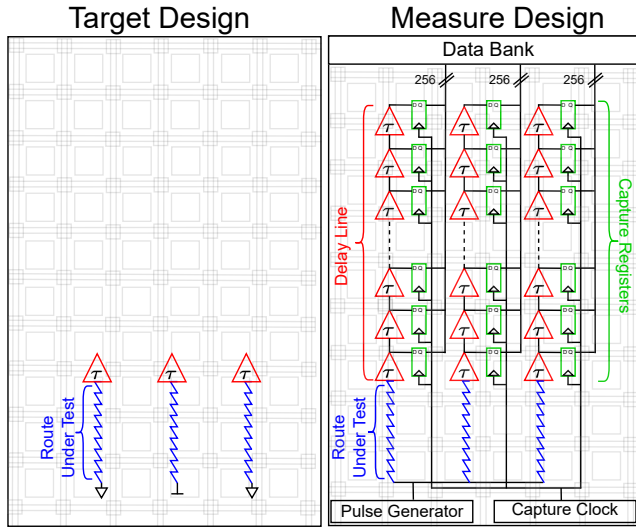 Target Design
τ τ τ
Route
Under Test
Measure Design
Data Bank
256 256 256
τ τ τ
τ τ τ
τ τ τ
τ τ τ
τ τ τ
τ τ τ
Delay Line
Capture Registers
Route
Under Test
Pulse Generator
Capture Clock